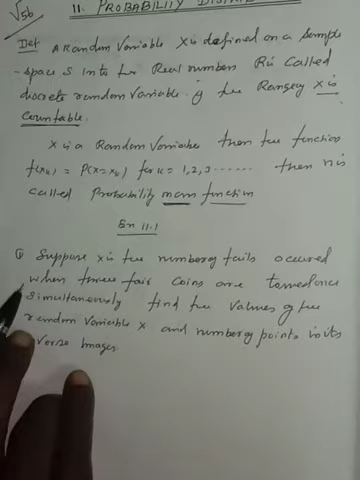 √56
11. PROBABILITY DISTRI
Def A Random Variable X is defined on a Sample
-space S into the Real numbers R is Called
discrete random Variable. if the Range of X is
Countable.
X is a Random Variable then the function
f(xk) = P(X=xk) for k = 1, 2, 3 ...... then it is
Called Probability mass function
Ex 11.1
① Suppose X is the number of tails occured
when three fair Coins are tossed once
Simultaneously find the Values of the
random Variable X and number of points in its
verse Images